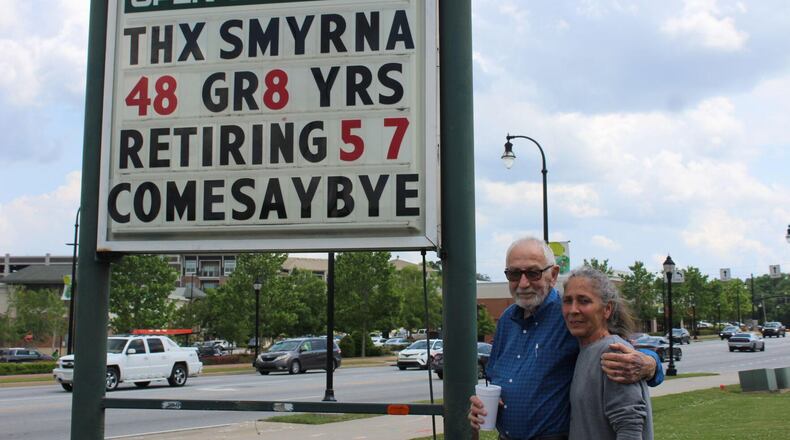 THX SMYRNA
48 GR8 YRS
RETIRING 5 7
COMESAYBYE